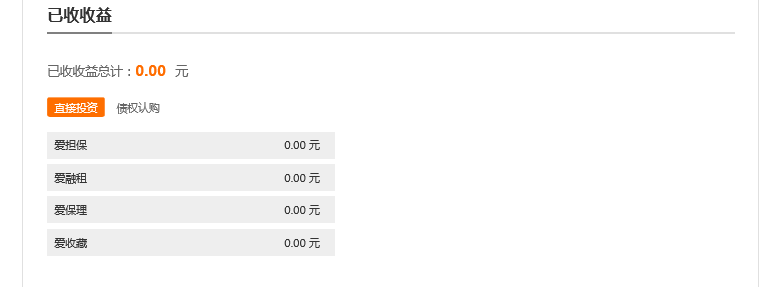 已收收益
已收收益总计：0.00 元
直接投资 债权认购
爱担保 0.00 元
爱融租 0.00 元
爱保理 0.00 元
爱收藏 0.00 元